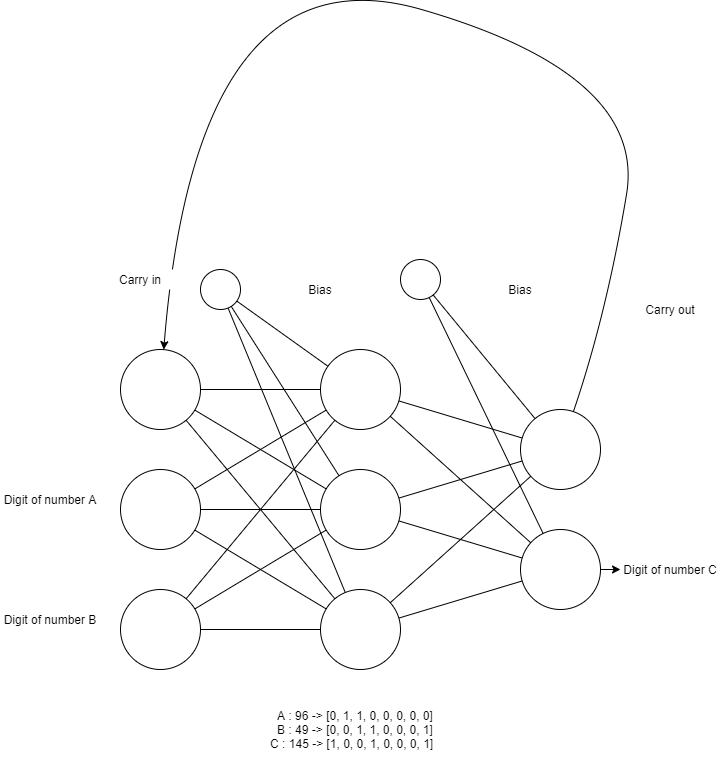 Carry in
Bias
Bias
Carry out
Digit of number A
Digit of number C
Digit of number B
A : 96 -> [0, 1, 1, 0, 0, 0, 0, 0]
B : 49 -> [0, 0, 1, 1, 0, 0, 0, 1]
C : 145 -> [1, 0, 0, 1, 0, 0, 0, 1]